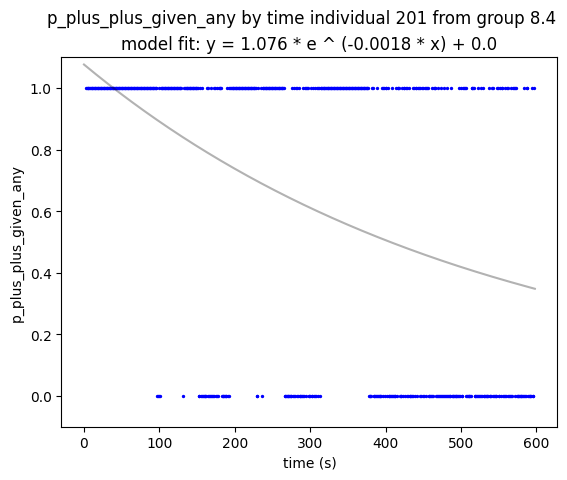 p_plus_plus_given_any by time individual 201 from group 8.4
model fit: y = 1.076 * e ^ (-0.0018 * x) + 0.0
1.0
0.8
0.6
0.4
0.2
0.0
p_plus_plus_given_any
0 100 200 300 400 500 600
time (s)